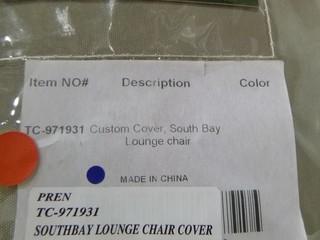 Item NO# Description Color
TC-971931 Custom Cover, South Bay
Lounge chair
MADE IN CHINA
PREN
TC-971931
SOUTHBAY LOUNGE CHAIR COVER